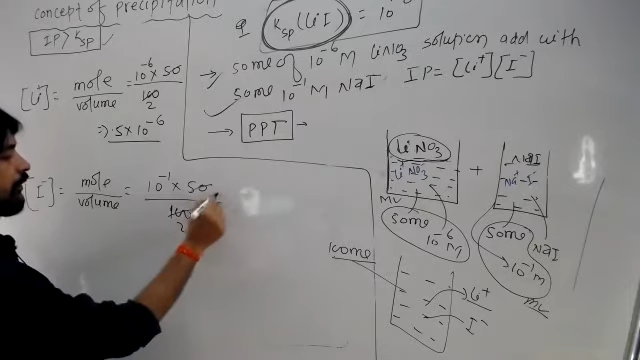 concept of precipitation
IP > Ksp
Q Ksp (LiI) = 10
some of 10⁻⁶ M LiNO3 solution add with
some 10⁻¹ M NaI IP = [Li⁺][I⁻]
→ PPT →
[Li⁺] = mole / volume = 10⁻⁶ × 50 / 100 2
⇒ .5 × 10⁻⁶
[I⁻] = mole / volume = 10⁻¹ × 50 / 100 2
LiNO3 + NaI
Li⁺ NO3⁻ Na⁺ I⁻
MV
some 10⁻⁶ M
some NaI
10⁻¹ M
MV
100ml
Li⁺
I⁻